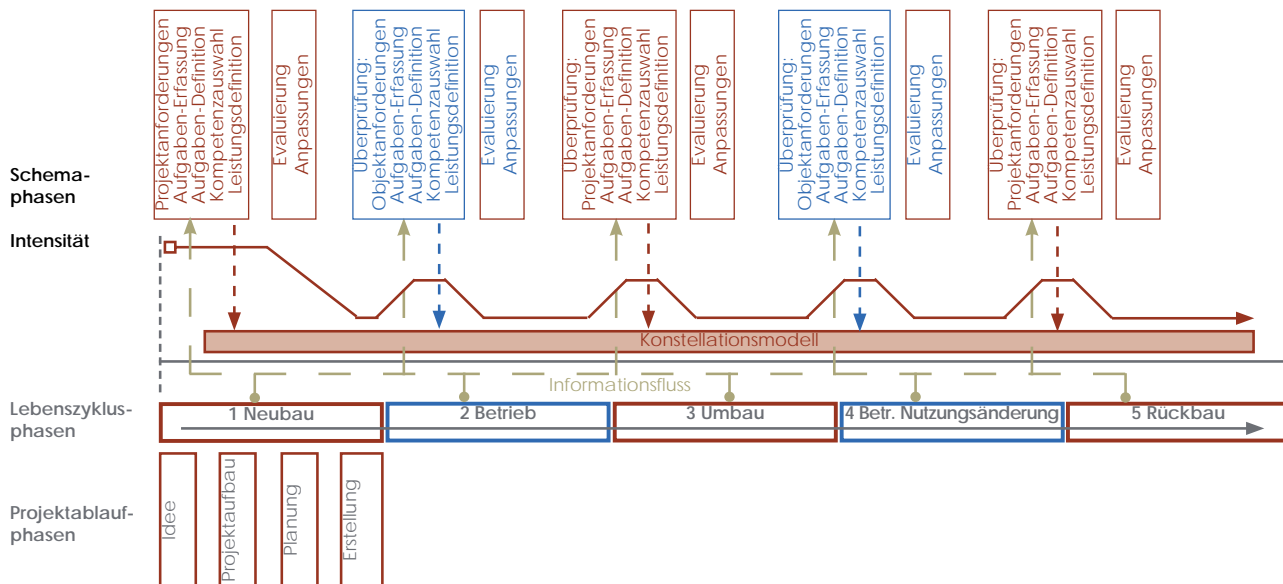 Projektanforderungen
Aufgaben-Erfassung
Aufgaben-Definition
Kompetenzauswahl
Leistungsdefinition
Evaluierung
Anpassungen
Überprüfung:
Objektanforderungen
Aufgaben-Erfassung
Aufgaben-Definition
Kompetenzauswahl
Leistungsdefinition
Evaluierung
Anpassungen
Überprüfung:
Projektanforderungen
Aufgaben-Erfassung
Aufgaben-Definition
Kompetenzauswahl
Leistungsdefinition
Evaluierung
Anpassungen
Überprüfung:
Objektanforderungen
Aufgaben-Erfassung
Aufgaben-Definition
Kompetenzauswahl
Leistungsdefinition
Evaluierung
Anpassungen
Überprüfung:
Projektanforderungen
Aufgaben-Erfassung
Aufgaben-Definition
Kompetenzauswahl
Leistungsdefinition
Evaluierung
Anpassungen
Schema-
phasen
Intensität
Konstellationsmodell
Informationsfluss
Lebenszyklus-
phasen
1 Neubau
2 Betrieb
3 Umbau
4 Betr. Nutzungsänderung
5 Rückbau
Projektablauf-
phasen
Idee
Projektaufbau
Planung
Erstellung